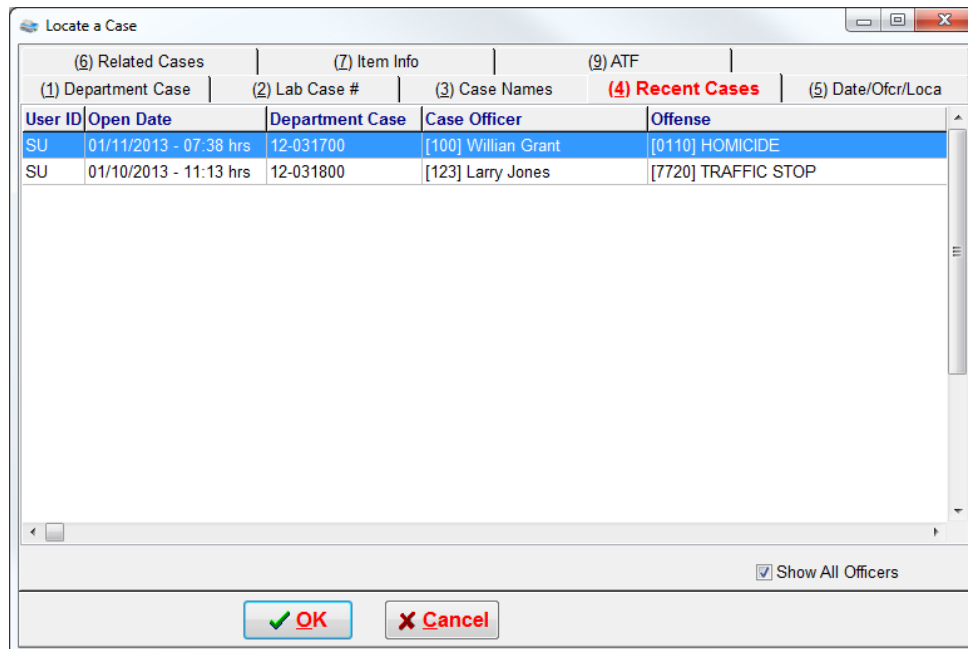 Locate a Case
(6) Related Cases (7) Item Info (9) ATF
(1) Department Case (2) Lab Case # (3) Case Names (4) Recent Cases (5) Date/Ofcr/Loca
User ID Open Date Department Case Case Officer Offense
SU 01/11/2013 - 07:38 hrs 12-031700 [100] Willian Grant [0110] HOMICIDE
SU 01/10/2013 - 11:13 hrs 12-031800 [123] Larry Jones [7720] TRAFFIC STOP
Show All Officers
OK Cancel